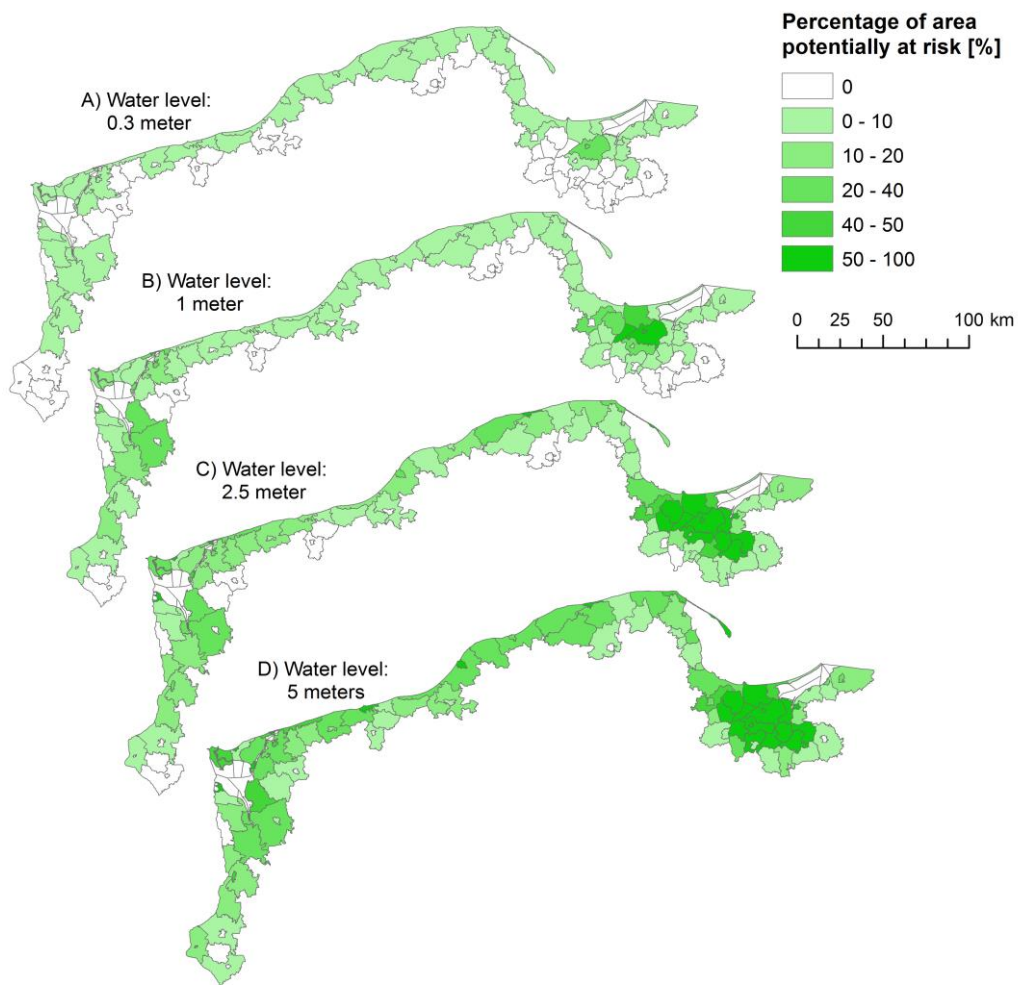 Percentage of area
potentially at risk [%]
0
0 - 10
10 - 20
20 - 40
40 - 50
50 - 100
0 25 50 100 km
A) Water level:
0.3 meter
B) Water level:
1 meter
C) Water level:
2.5 meter
D) Water level:
5 meters